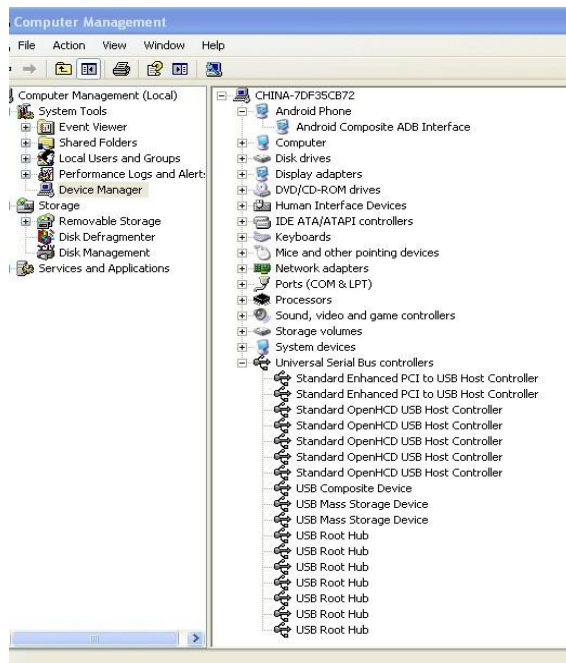 Computer Management
File Action View Window Help
Computer Management (Local)
System Tools
Event Viewer
Shared Folders
Local Users and Groups
Performance Logs and Alert:
Device Manager
Storage
Removable Storage
Disk Defragmenter
Disk Management
Services and Applications
CHINA-7DF35CB72
Android Phone
Android Composite ADB Interface
Computer
Disk drives
Display adapters
DVD/CD-ROM drives
Human Interface Devices
IDE ATA/ATAPI controllers
Keyboards
Mice and other pointing devices
Network adapters
Ports (COM & LPT)
Processors
Sound, video and game controllers
Storage volumes
System devices
Universal Serial Bus controllers
Standard Enhanced PCI to USB Host Controller
Standard Enhanced PCI to USB Host Controller
Standard OpenHCD USB Host Controller
Standard OpenHCD USB Host Controller
Standard OpenHCD USB Host Controller
Standard OpenHCD USB Host Controller
Standard OpenHCD USB Host Controller
USB Composite Device
USB Mass Storage Device
USB Mass Storage Device
USB Root Hub
USB Root Hub
USB Root Hub
USB Root Hub
USB Root Hub
USB Root Hub
USB Root Hub